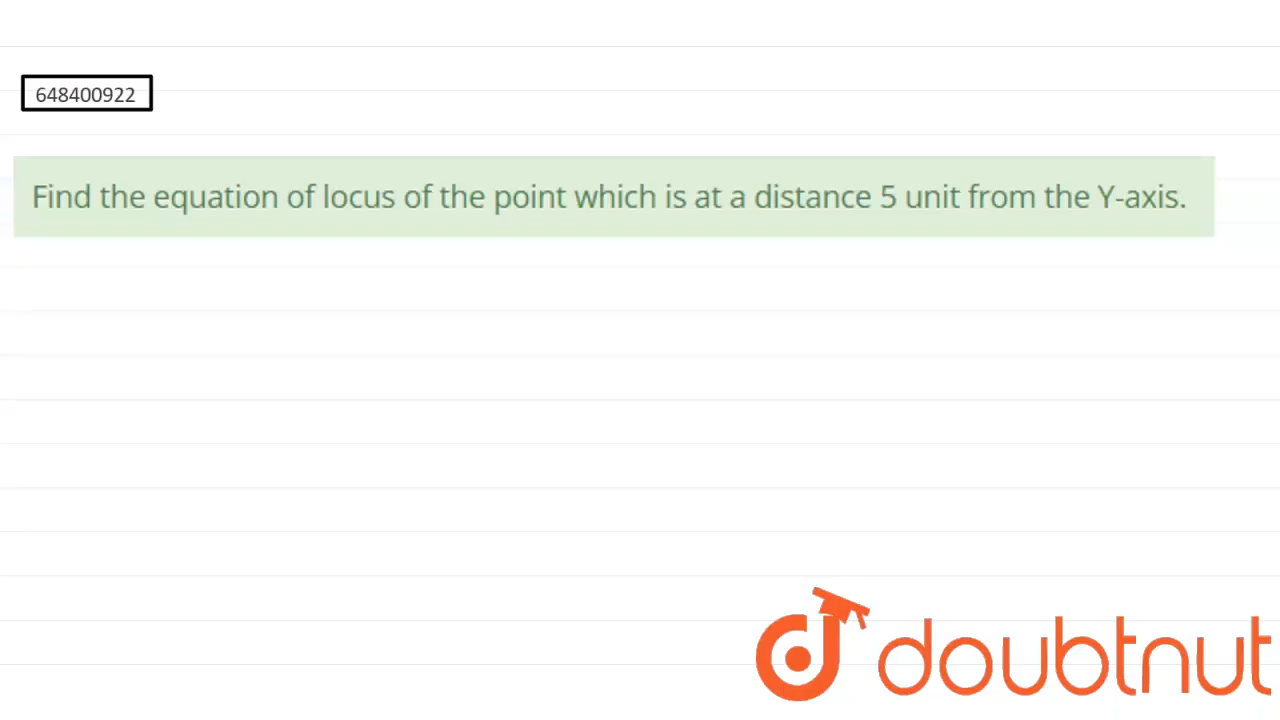 648400922
Find the equation of locus of the point which is at a distance 5 unit from the Y-axis.
doubtnut